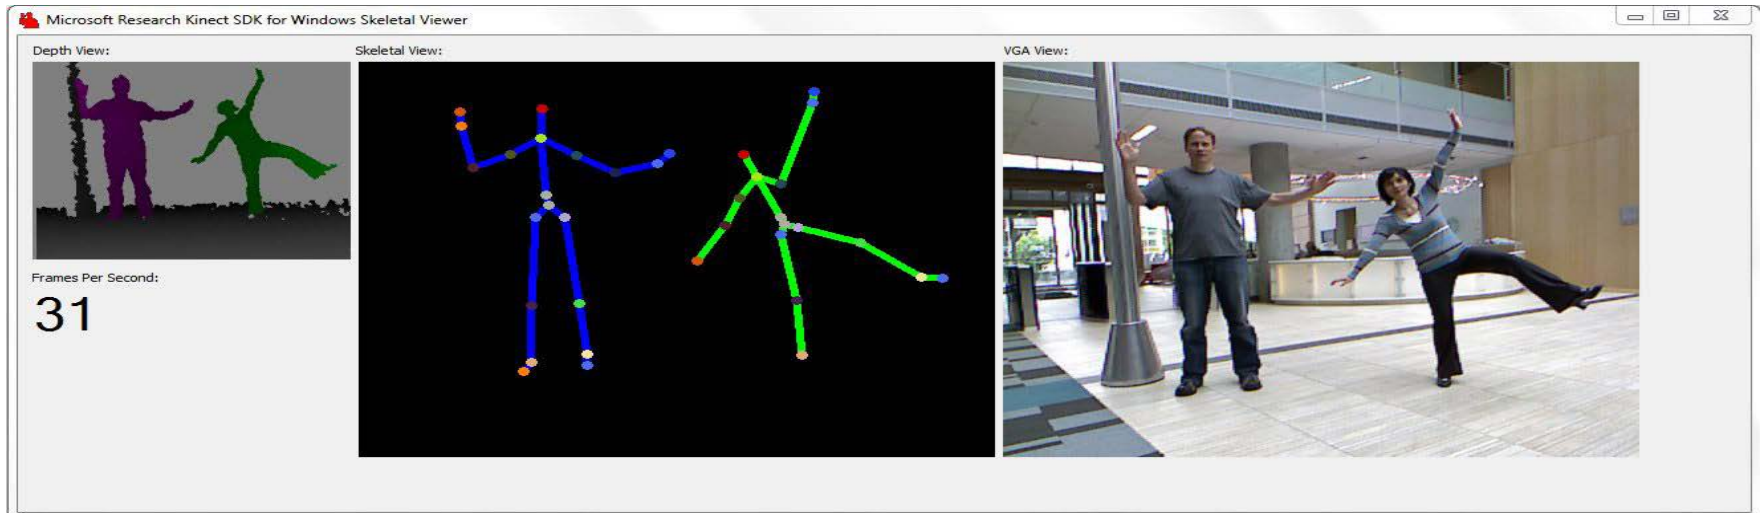 Microsoft Research Kinect SDK for Windows Skeletal Viewer
Depth View:
Skeletal View:
VGA View:
Frames Per Second:
31